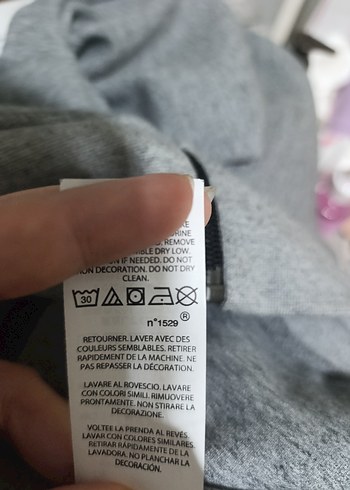 REMOVE
BLE DRY LOW.
N IF NEEDED. DO NOT
ON DECORATION. DO NOT DRY
CLEAN.
30
n°1529 ®
RETOURNER. LAVER AVEC DES
COULEURS SEMBLABLES. RETIRER
RAPIDEMENT DE LA MACHINE. NE
PAS REPASSER LA DÉCORATION.
LAVARE AL ROVESCIO. LAVARE
CON COLORI SIMILI. RIMUOVERE
PRONTAMENTE. NON STIRARE LA
DECORAZIONE.
VOLTEE LA PRENDA AL REVÉS.
LAVAR CON COLORES SIMILARES.
RETIRAR RÁPIDAMENTE DE LA
LAVADORA. NO PLANCHAR LA
DECORACIÓN.